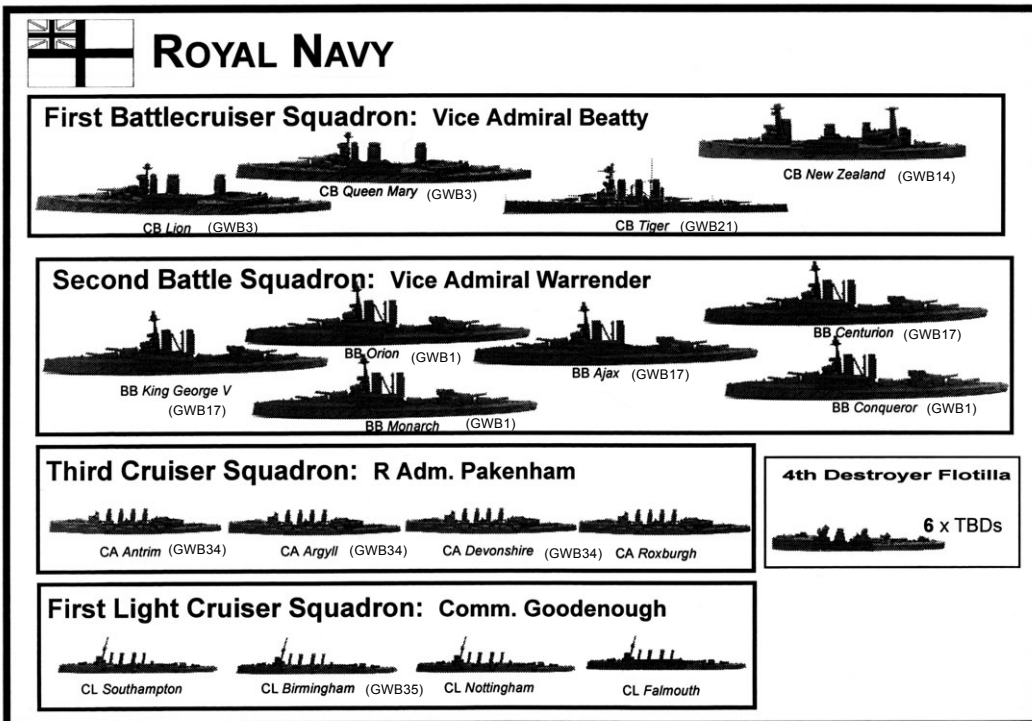 ROYAL NAVY
First Battlecruiser Squadron: Vice Admiral Beatty
CB Lion (GWB3)
CB Queen Mary (GWB3)
CB Tiger (GWB21)
CB New Zealand (GWB14)
Second Battle Squadron: Vice Admiral Warrender
BB King George V
(GWB17)
BB Orion (GWB1)
BB Monarch (GWB1)
BB Ajax (GWB17)
BB Centurion (GWB17)
BB Conqueror (GWB1)
Third Cruiser Squadron: R Adm. Pakenham
CA Antrim (GWB34)
CA Argyll (GWB34)
CA Devonshire (GWB34)
CA Roxburgh
4th Destroyer Flotilla
6 x TBDs
First Light Cruiser Squadron: Comm. Goodenough
CL Southampton
CL Birmingham (GWB35)
CL Nottingham
CL Falmouth